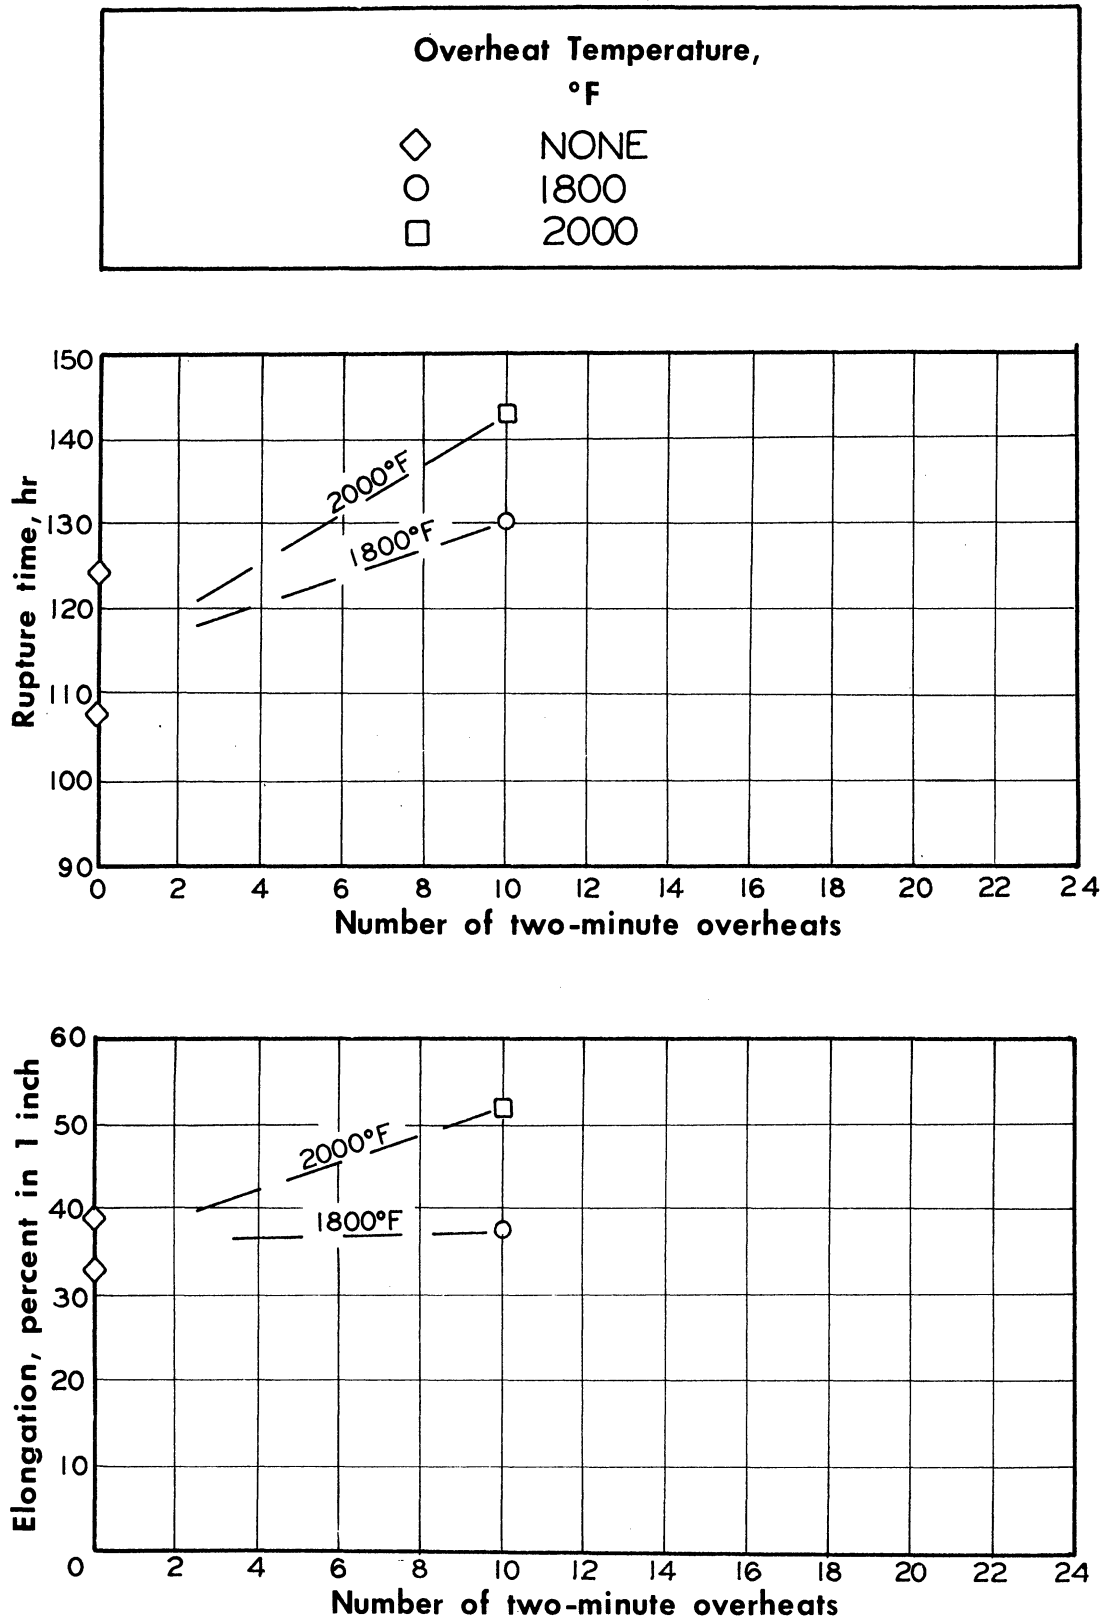 Overheat Temperature,
°F
NONE
1800
2000
150
140
130
120
110
100
90
Rupture time, hr
2000°F
1800°F
0 2 4 6 8 10 12 14 16 18 20 22 24
Number of two-minute overheats
60
50
40
30
20
10
0
Elongation, percent in 1 inch
2000°F
1800°F
2 4 6 8 10 12 14 16 18 20 22 24
Number of two-minute overheats